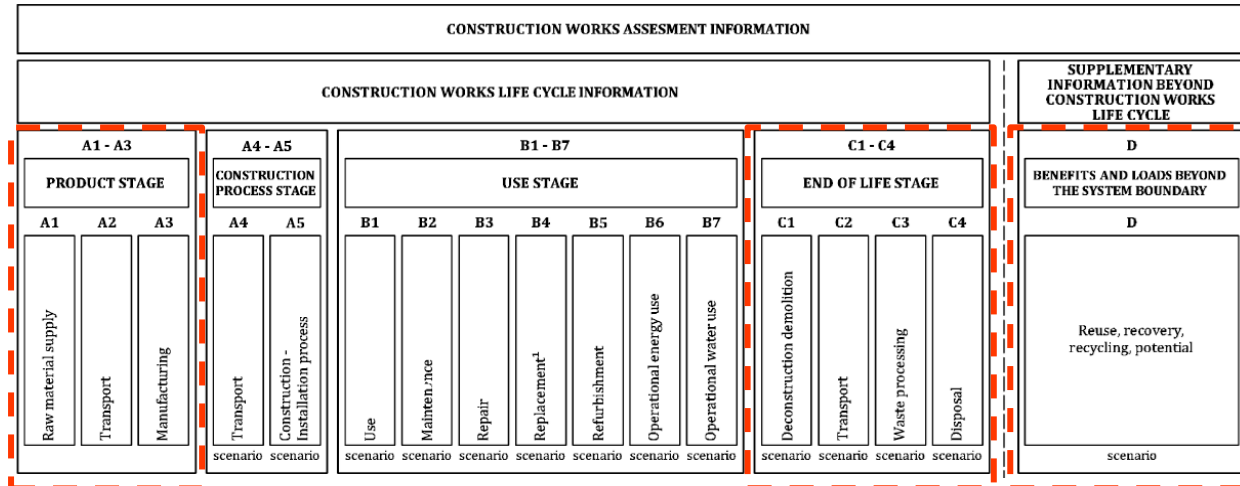 CONSTRUCTION WORKS ASSESMENT INFORMATION
CONSTRUCTION WORKS LIFE CYCLE INFORMATION
SUPPLEMENTARY
INFORMATION BEYOND
CONSTRUCTION WORKS
LIFE CYCLE
A1 - A3
A4 - A5
B1 - B7
C1 - C4
D
PRODUCT STAGE
CONSTRUCTION
PROCESS STAGE
USE STAGE
END OF LIFE STAGE
BENEFITS AND LOADS BEYOND
THE SYSTEM BOUNDARY
A1
A2
A3
A4
A5
B1
B2
B3
B4
B5
B6
B7
C1
C2
C3
C4
D
Raw material supply
Transport
Manufacturing
Transport
Construction -
Installation process
Use
Maintenrnce
Repair
Replacement¹
Refurbishment
Operational energy use
Operational water use
Deconstruction demolition
Transport
Waste processing
Disposal
Reuse, recovery,
recycling, potential
scenario
scenario
scenario
scenario
scenario
scenario
scenario
scenario
scenario
scenario
scenario
scenario
scenario
scenario